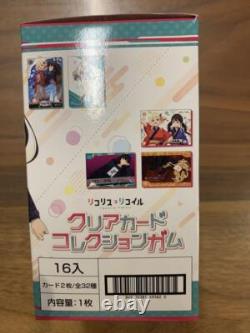 リコリス・リコイル
クリアカード
コレクションガム
16入
カード2枚/全32種
内容量:1枚